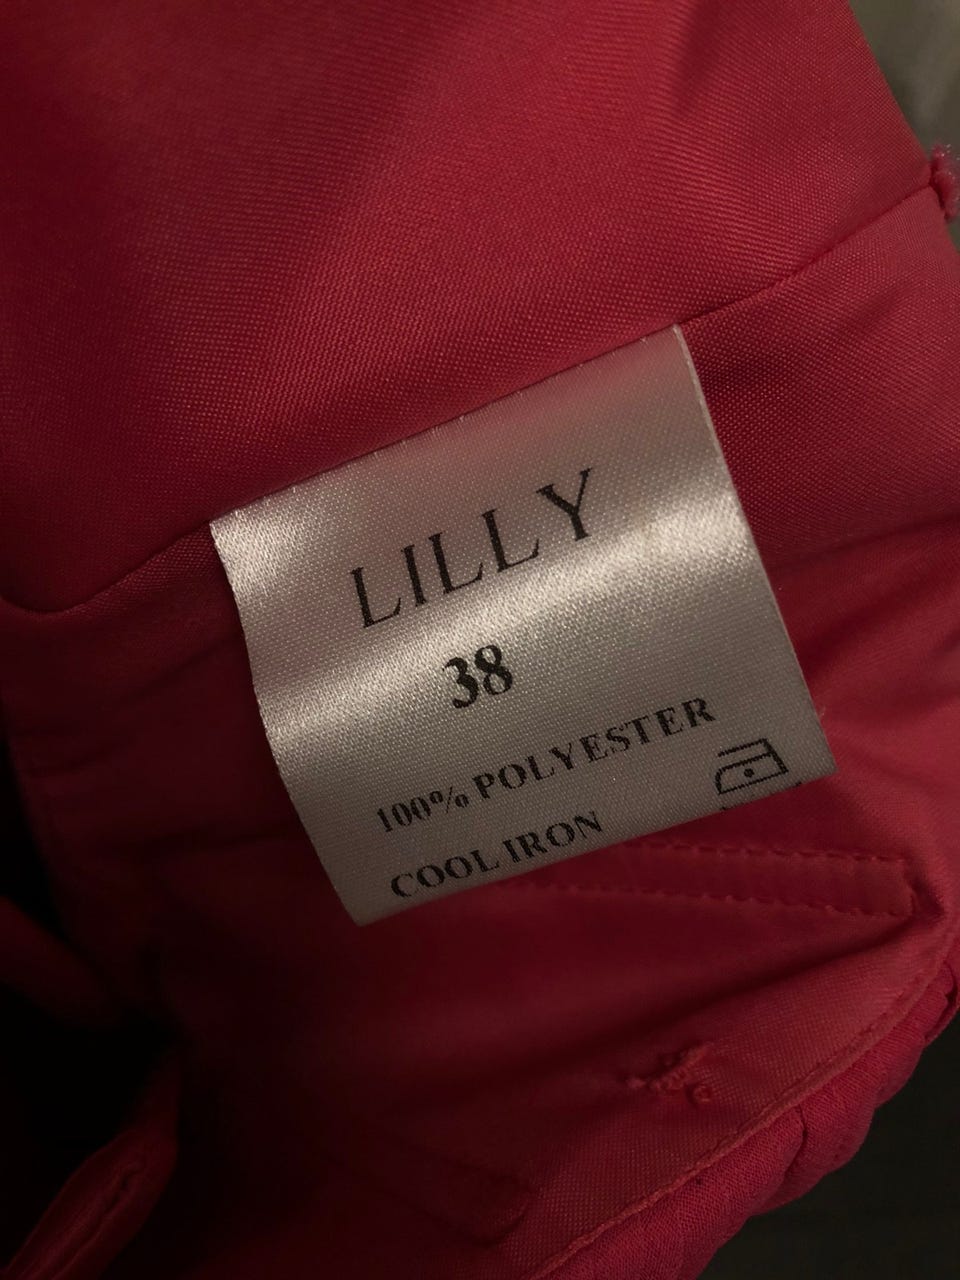 LILLY
38
100% POLYESTER
COOL IRON